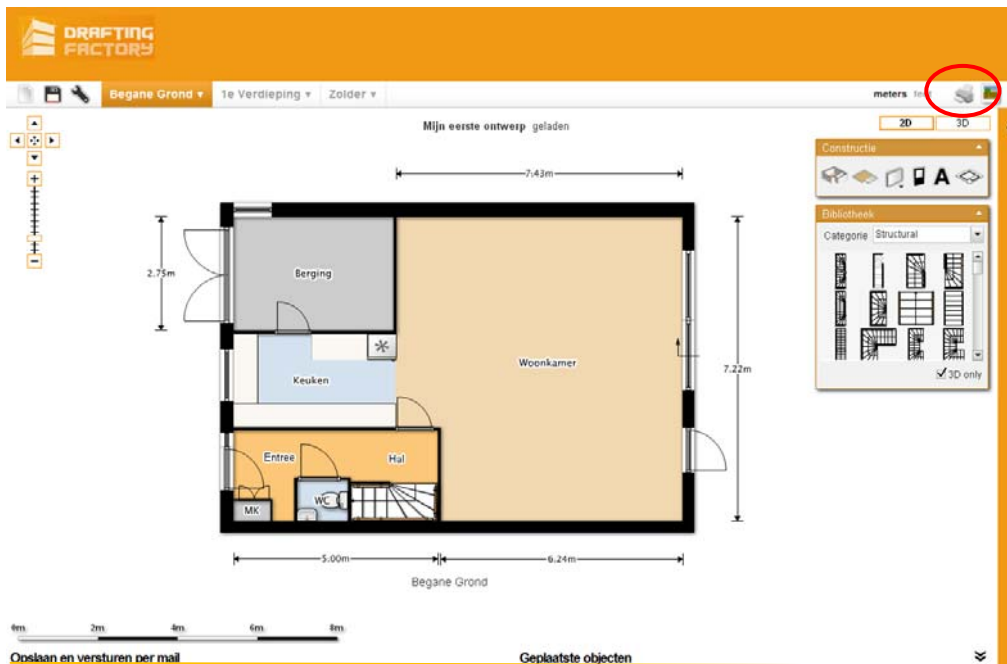 DRAFTING
FACTORY
Begane Grond ▾ 1e Verdieping ▾ Zolder ▾ meters
Mijn eerste ontwerp geladen
2D 3D
Constructie
A
Bibliotheek
Categorie Structural
3D only
7.43m
2.75m
Berging
Woonkamer
7.22m
Keuken
Entree
Hal
WC
MK
5.00m
6.24m
Begane Grond
0m 2m 4m 6m 8m
Opslaan en versturen per mail Geplaatste objecten